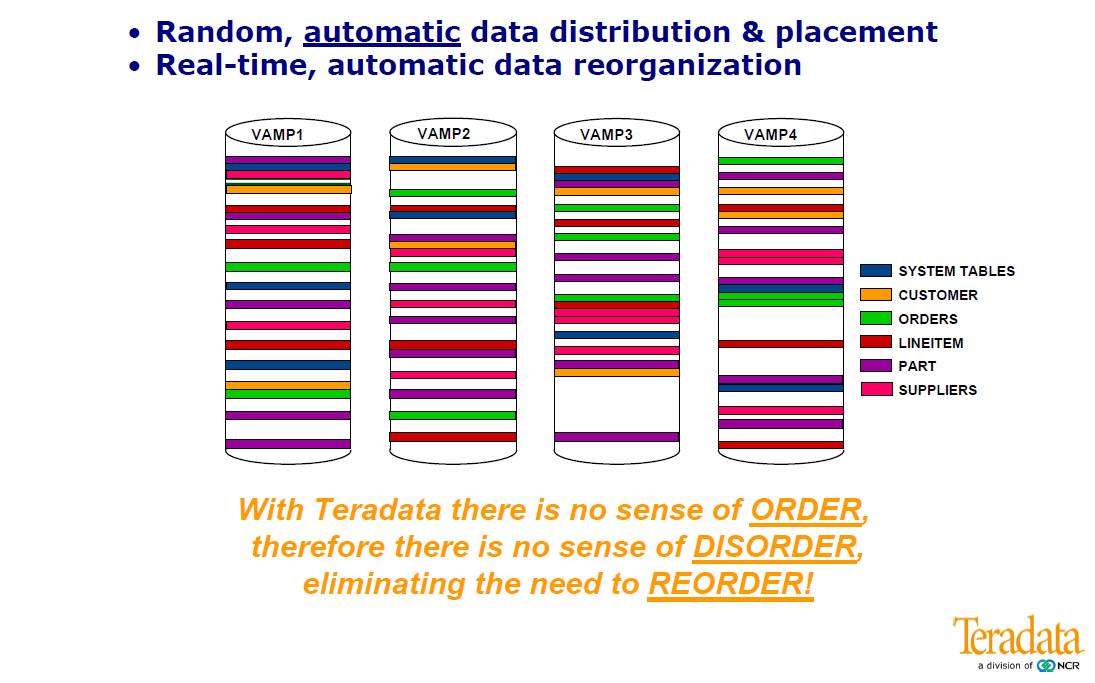 • Random, automatic data distribution & placement
• Real-time, automatic data reorganization
VAMP1
VAMP2
VAMP3
VAMP4
SYSTEM TABLES
CUSTOMER
ORDERS
LINEITEM
PART
SUPPLIERS
With Teradata there is no sense of ORDER,
therefore there is no sense of DISORDER,
eliminating the need to REORDER!
Teradata
a division of NCR